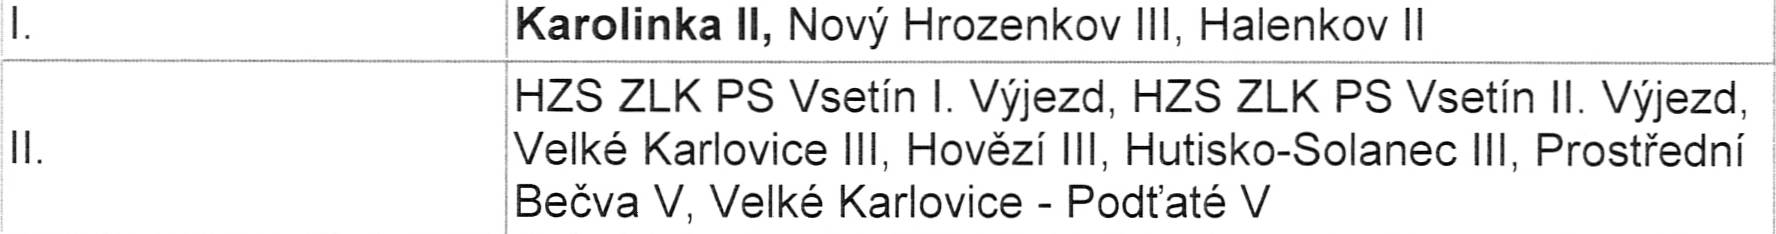 I. Karolinka II, Nový Hrozenkov III, Halenkov II
HZS ZLK PS Vsetín I. Výjezd, HZS ZLK PS Vsetín II. Výjezd,
II. Velké Karlovice III, Hovězí III, Hutisko-Solanec III, Prostřední
Bečva V, Velké Karlovice - Podťaté V